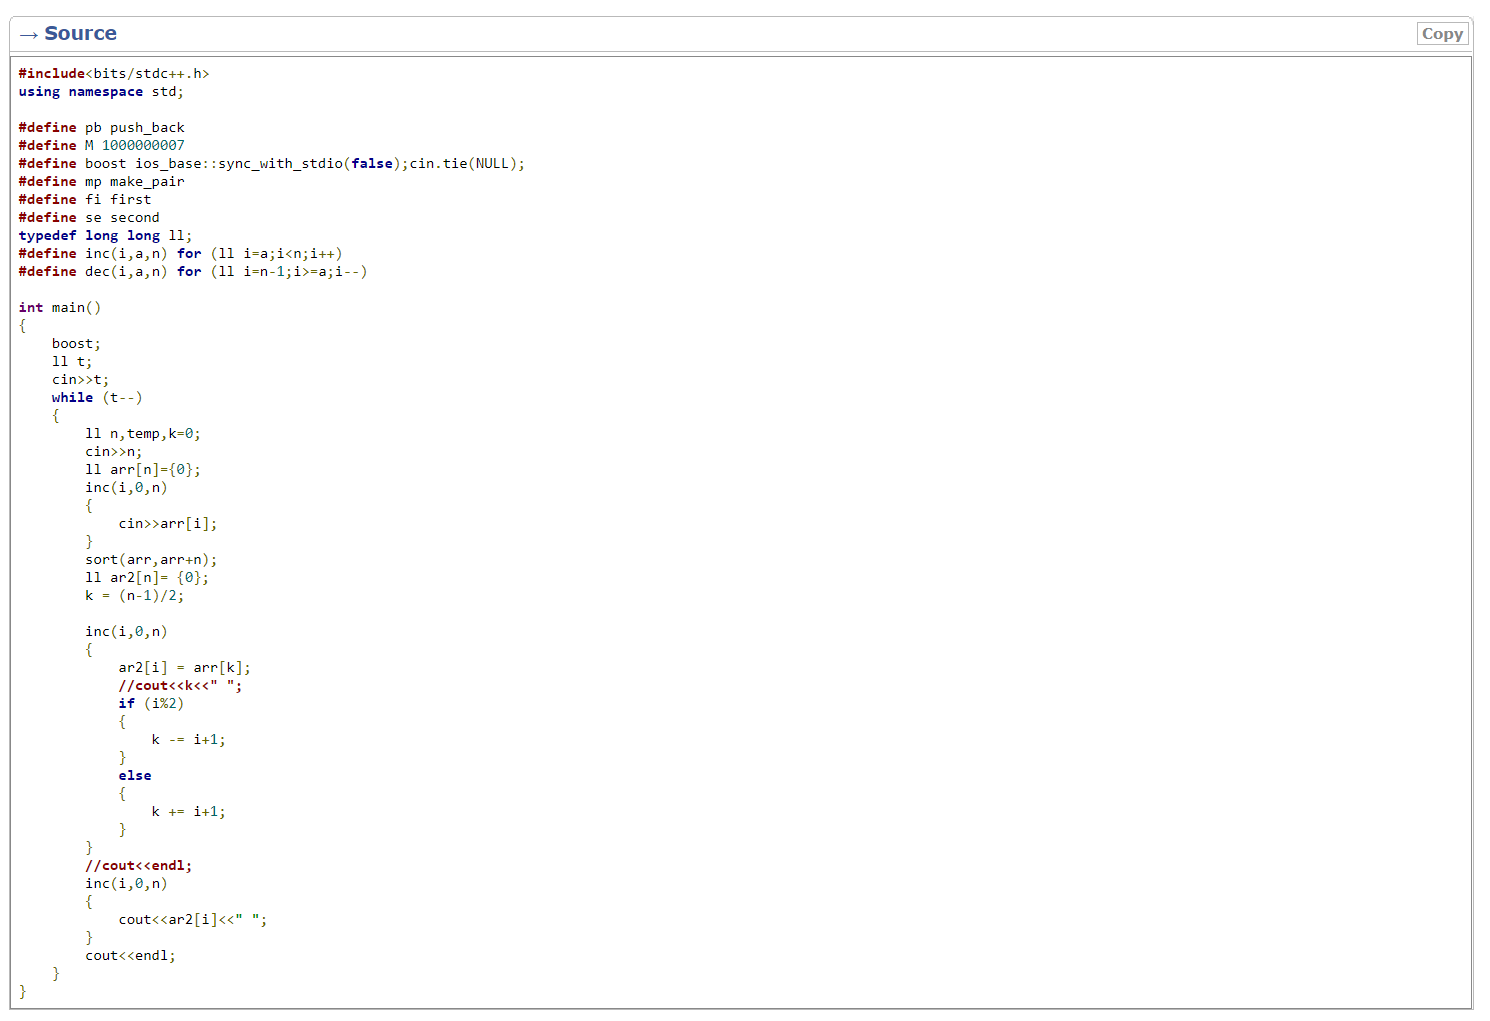 → Source
Copy
#include<bits/stdc++.h>
using namespace std;
#define pb push_back
#define M 1000000007
#define boost ios_base::sync_with_stdio(false);cin.tie(NULL);
#define mp make_pair
#define fi first
#define se second
typedef long long ll;
#define inc(i,a,n) for (ll i=a;i<n;i++)
#define dec(i,a,n) for (ll i=n-1;i>=a;i--)
int main()
{
    boost;
    ll t;
    cin>>t;
    while (t--)
    {
        ll n,temp,k=0;
        cin>>n;
        ll arr[n]={0};
        inc(i,0,n)
        {
            cin>>arr[i];
        }
        sort(arr,arr+n);
        ll ar2[n]= {0};
        k = (n-1)/2;
        inc(i,0,n)
        {
            ar2[i] = arr[k];
            //cout<<k<<" ";
            if (i%2)
            {
                k -= i+1;
            }
            else
            {
                k += i+1;
            }
        }
        //cout<<endl;
        inc(i,0,n)
        {
            cout<<ar2[i]<<" ";
        }
        cout<<endl;
    }
}